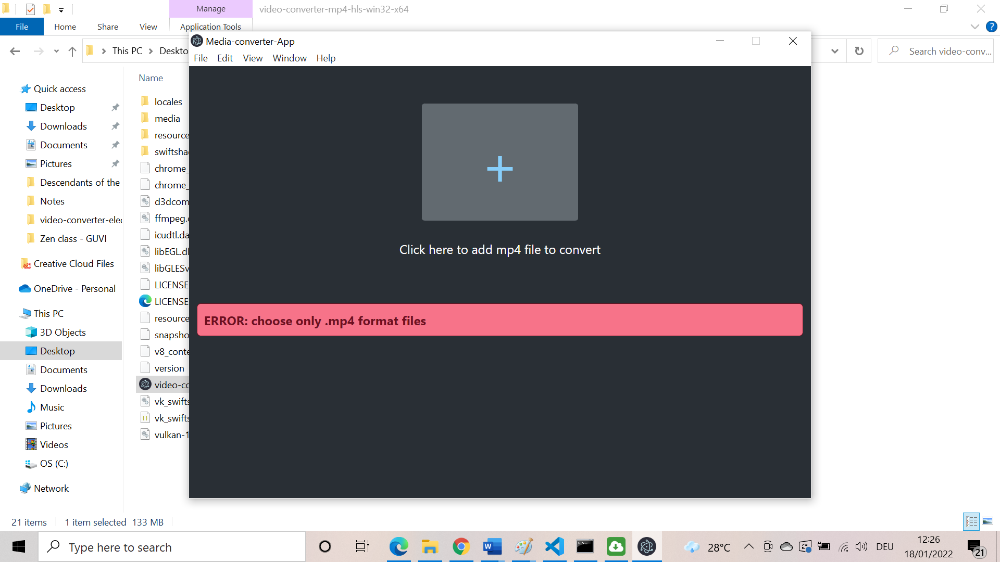 Manage
video-converter-mp4-hls-win32-x64
File
Home
Share
View
Application Tools
This PC
Deskto
Search video-conv...
Media-converter-App
File
Edit
View
Window
Help
Name
Quick access
Desktop
Downloads
Documents
Pictures
Descendants of the
Notes
video-converter-elec
Zen class - GUVI
Creative Cloud Files
OneDrive - Personal
This PC
3D Objects
Desktop
Documents
Downloads
Music
Pictures
Videos
OS (C:)
Network
locales
media
resource
swiftsha
chrome_
chrome_
d3dcom
ffmpeg.
icudtl.da
libEGL.dl
libGLESv
LICENSE
LICENSE
resource
snapsho
v8_conte
version
video-co
vk_swifts
vk_swifts
vulkan-1
Click here to add mp4 file to convert
ERROR: choose only .mp4 format files
21 items
1 item selected 133 MB
Type here to search
28°C
DEU
12:26
18/01/2022
21